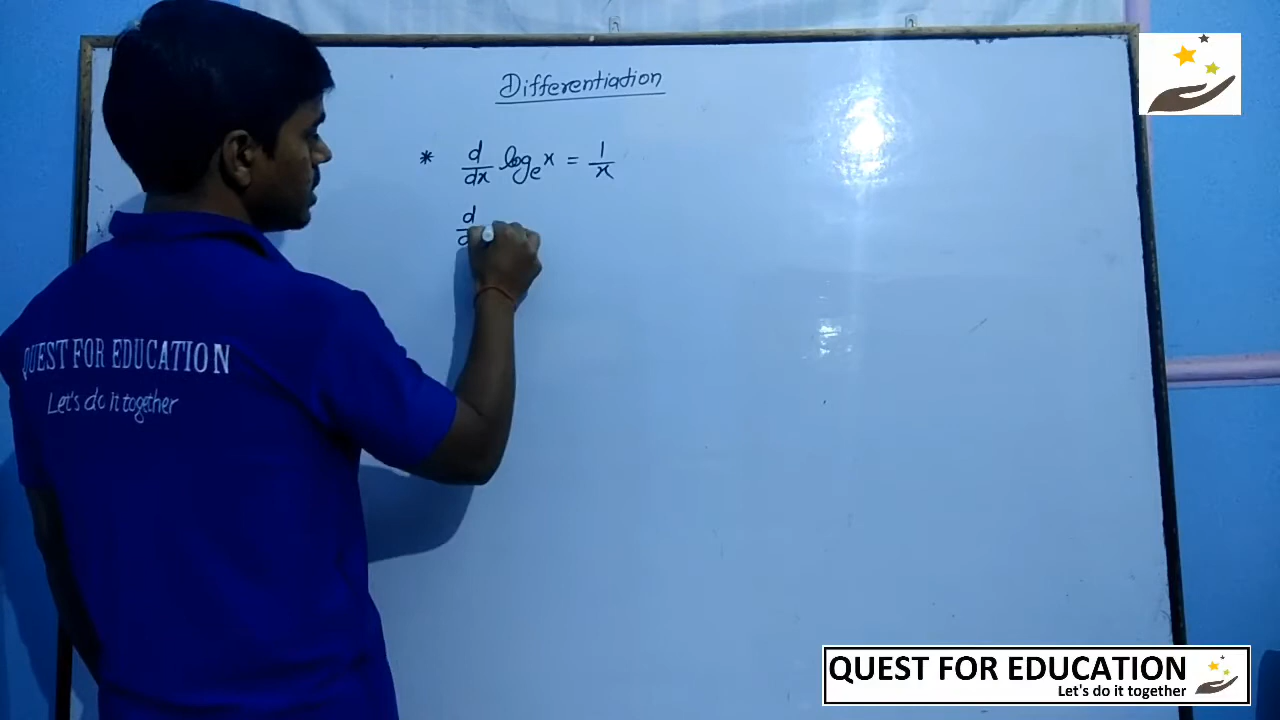 Differentiation
* d/dx logₑ x = 1/x
d/d
QUEST FOR EDUCATION
Let's do it together
QUEST FOR EDUCATION
Let's do it together